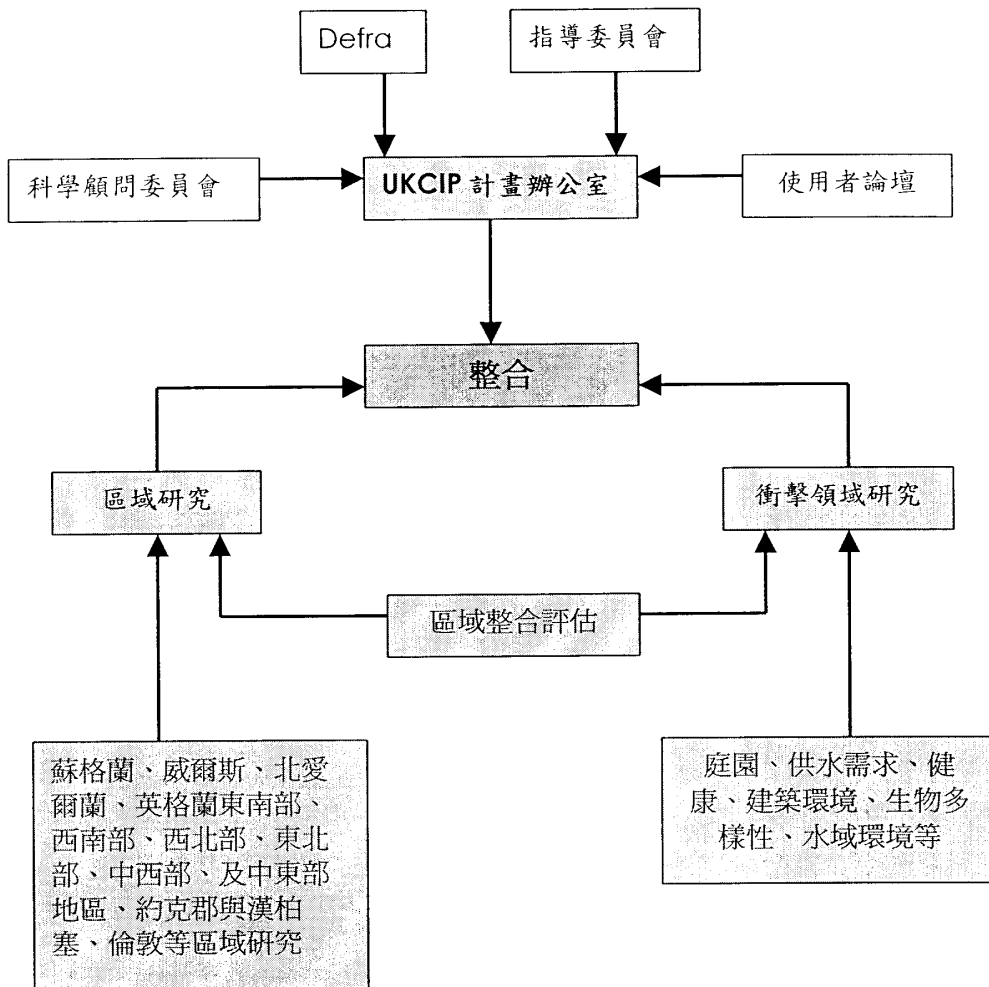 Defra
指導委員會
科學顧問委員會
UKCIP 計畫辦公室
使用者論壇
整合
區域研究
衝擊領域研究
區域整合評估
蘇格蘭、威爾斯、北愛
爾蘭、英格蘭東南部、
西南部、西北部、東北
部、中西部、及中東部
地區、約克郡與漢柏
塞、倫敦等區域研究
庭園、供水需求、健
康、建築環境、生物多
樣性、水域環境等